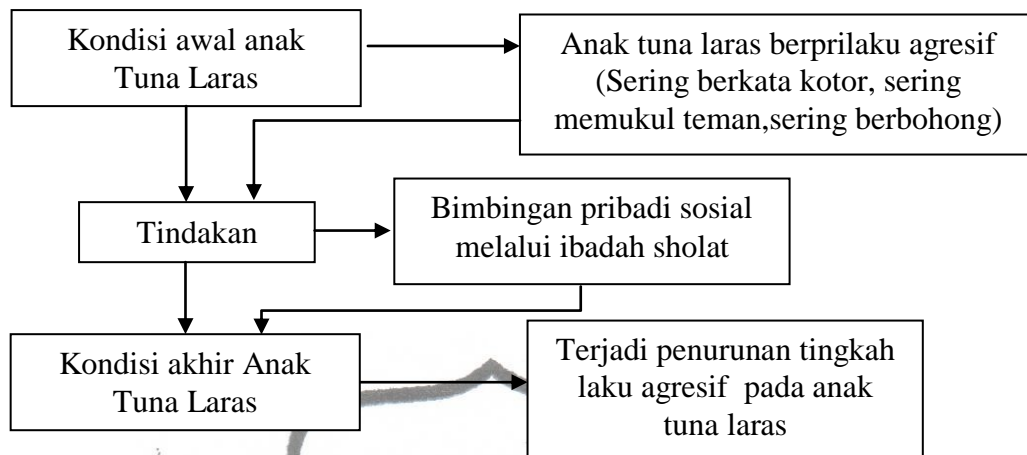 Kondisi awal anak
Tuna Laras
Anak tuna laras berprilaku agresif
(Sering berkata kotor, sering
memukul teman,sering berbohong)
Tindakan
Bimbingan pribadi sosial
melalui ibadah sholat
Kondisi akhir Anak
Tuna Laras
Terjadi penurunan tingkah
laku agresif  pada anak
tuna laras